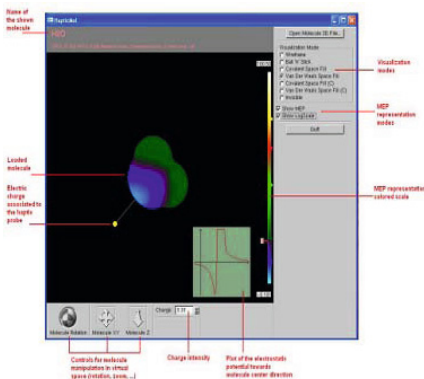 Name of
the shown
molecule
HaptiMol
H2O
Open Molecule 3D File...
Visualization Mode
Wireframe
Ball 'n' Stick
Covalent Space Fill
Van Der Waals Space Fill
Covalent Space Fill (C)
Van Der Waals Space Fill (C)
Invisible
Visualization
modes
Show MEP
Show LogScale
MEP representation
modes
Quit
Loaded
molecule
Electric
charge
associated to
the haptic
probe
MEP representation
colored scale
Molecule Rotation
Molecule XY
Molecule Z
Charge
Controls for molecule
manipulation in virtual
space (rotation, zoom, ...)
Charge intensity
Plot of the electrostatic
potential towards
molecule center direction